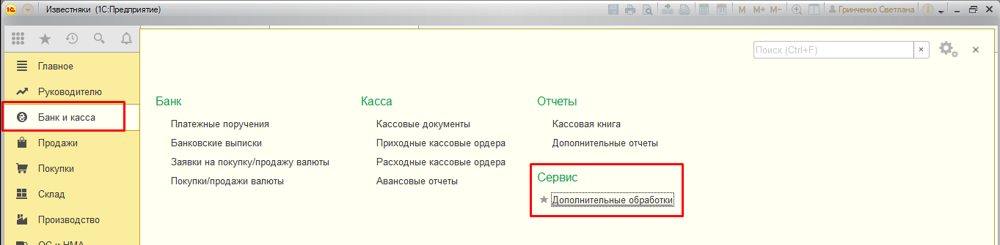 1С Известняки (1С:Предприятие) M M+ M- 31 Гринченко Светлана
Поиск (Ctrl+F)
Главное
Руководителю
Банк и касса
Продажи
Покупки
Склад
Производство
ОС и НМА
Банк
Платежные поручения
Банковские выписки
Заявки на покупку/продажу валюты
Покупки/продажи валюты
Касса
Кассовые документы
Приходные кассовые ордера
Расходные кассовые ордера
Авансовые отчеты
Отчеты
Кассовая книга
Дополнительные отчеты
Сервис
Дополнительные обработки